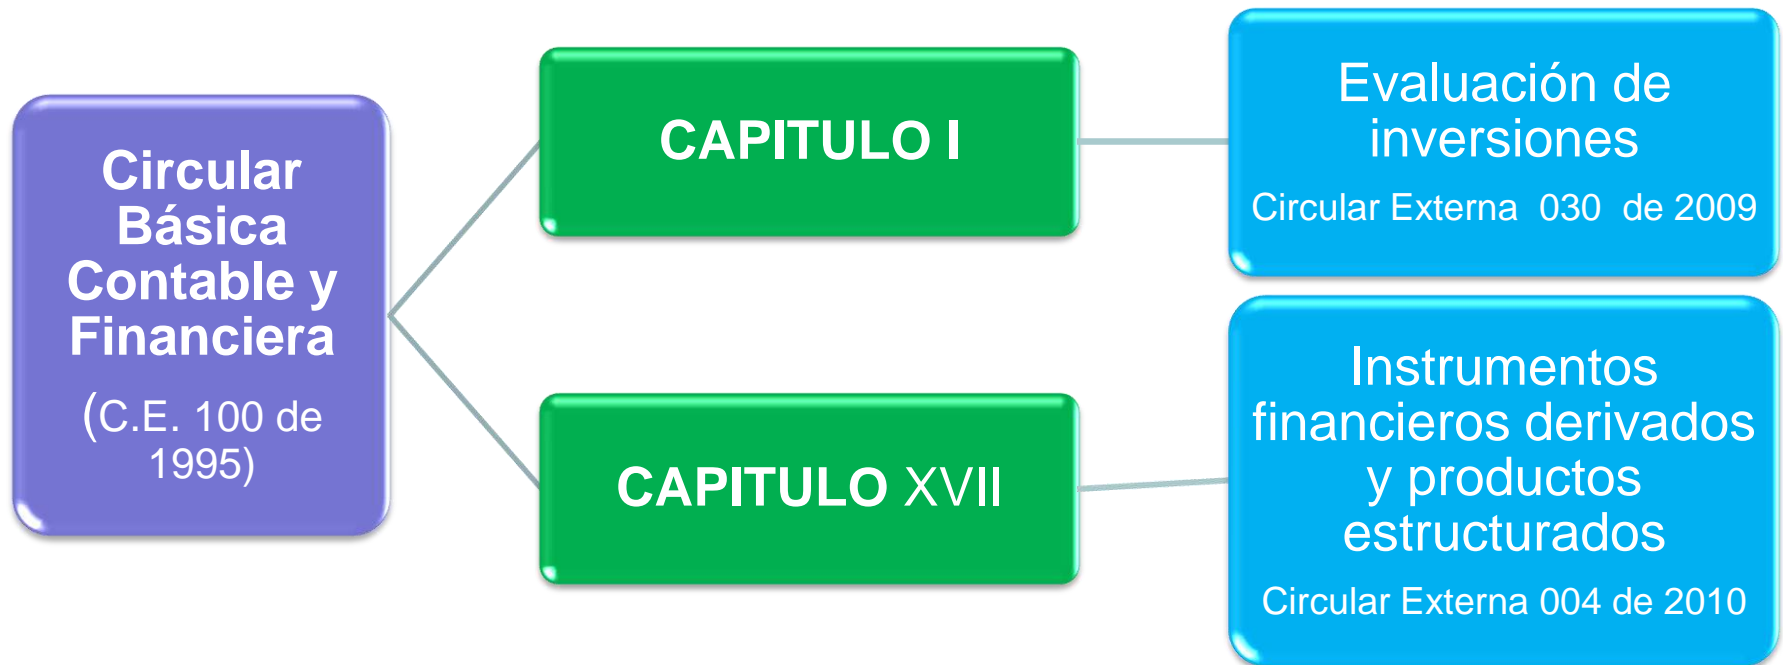 Circular
Básica
Contable y
Financiera
(C.E. 100 de
1995)
CAPITULO I
Evaluación de
inversiones
Circular Externa  030  de 2009
CAPITULO XVII
Instrumentos
financieros derivados
y productos
estructurados
Circular Externa 004 de 2010